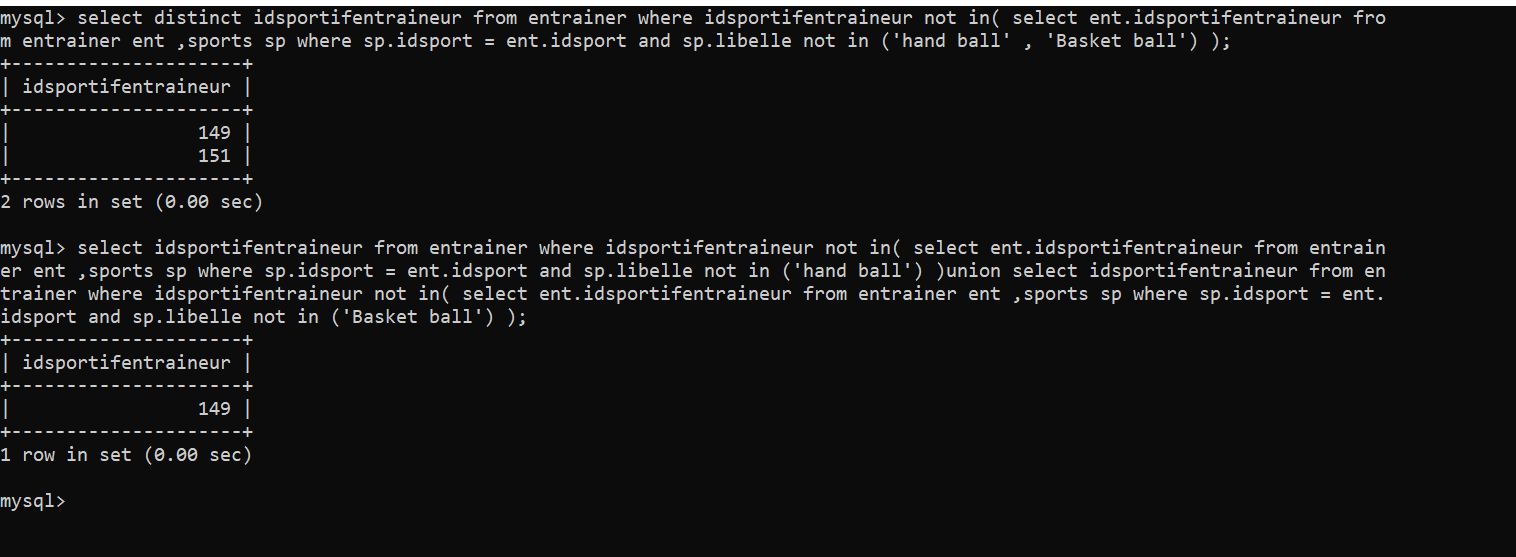 mysql> select distinct idsportifentraineur from entrainer where idsportifentraineur not in( select ent.idsportifentraineur fro
m entrainer ent ,sports sp where sp.idsport = ent.idsport and sp.libelle not in ('hand ball' , 'Basket ball') );
+---------------------+
| idsportifentraineur |
+---------------------+
|                 149 |
|                 151 |
+---------------------+
2 rows in set (0.00 sec)

mysql> select idsportifentraineur from entrainer where idsportifentraineur not in( select ent.idsportifentraineur from entrain
er ent ,sports sp where sp.idsport = ent.idsport and sp.libelle not in ('hand ball') )union select idsportifentraineur from en
trainer where idsportifentraineur not in( select ent.idsportifentraineur from entrainer ent ,sports sp where sp.idsport = ent.
idsport and sp.libelle not in ('Basket ball') );
+---------------------+
| idsportifentraineur |
+---------------------+
|                 149 |
+---------------------+
1 row in set (0.00 sec)

mysql>